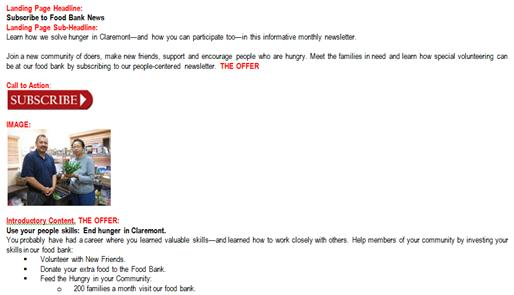 Landing Page Headline:
Subscribe to Food Bank News
Landing Page Sub-Headline:
Learn how we solve hunger in Claremont—and how you can participate too—in this informative monthly newsletter.
Join a new community of doers, make new friends, support and encourage people who are hungry. Meet the families in need and learn how special volunteering can
be at our food bank by subscribing to our people-centered newsletter. THE OFFER
Call to Action:
SUBSCRIBE
IMAGE:
Introductory Content, THE OFFER:
Use your people skills: End hunger in Claremont.
You probably have had a career where you learned valuable skills—and learned how to work closely with others. Help members of your community by investing your
skills in our food bank:
▪ Volunteer with New Friends.
▪ Donate your extra food to the Food Bank.
▪ Feed the Hungry in your Community:
o 200 families a month visit our food bank.